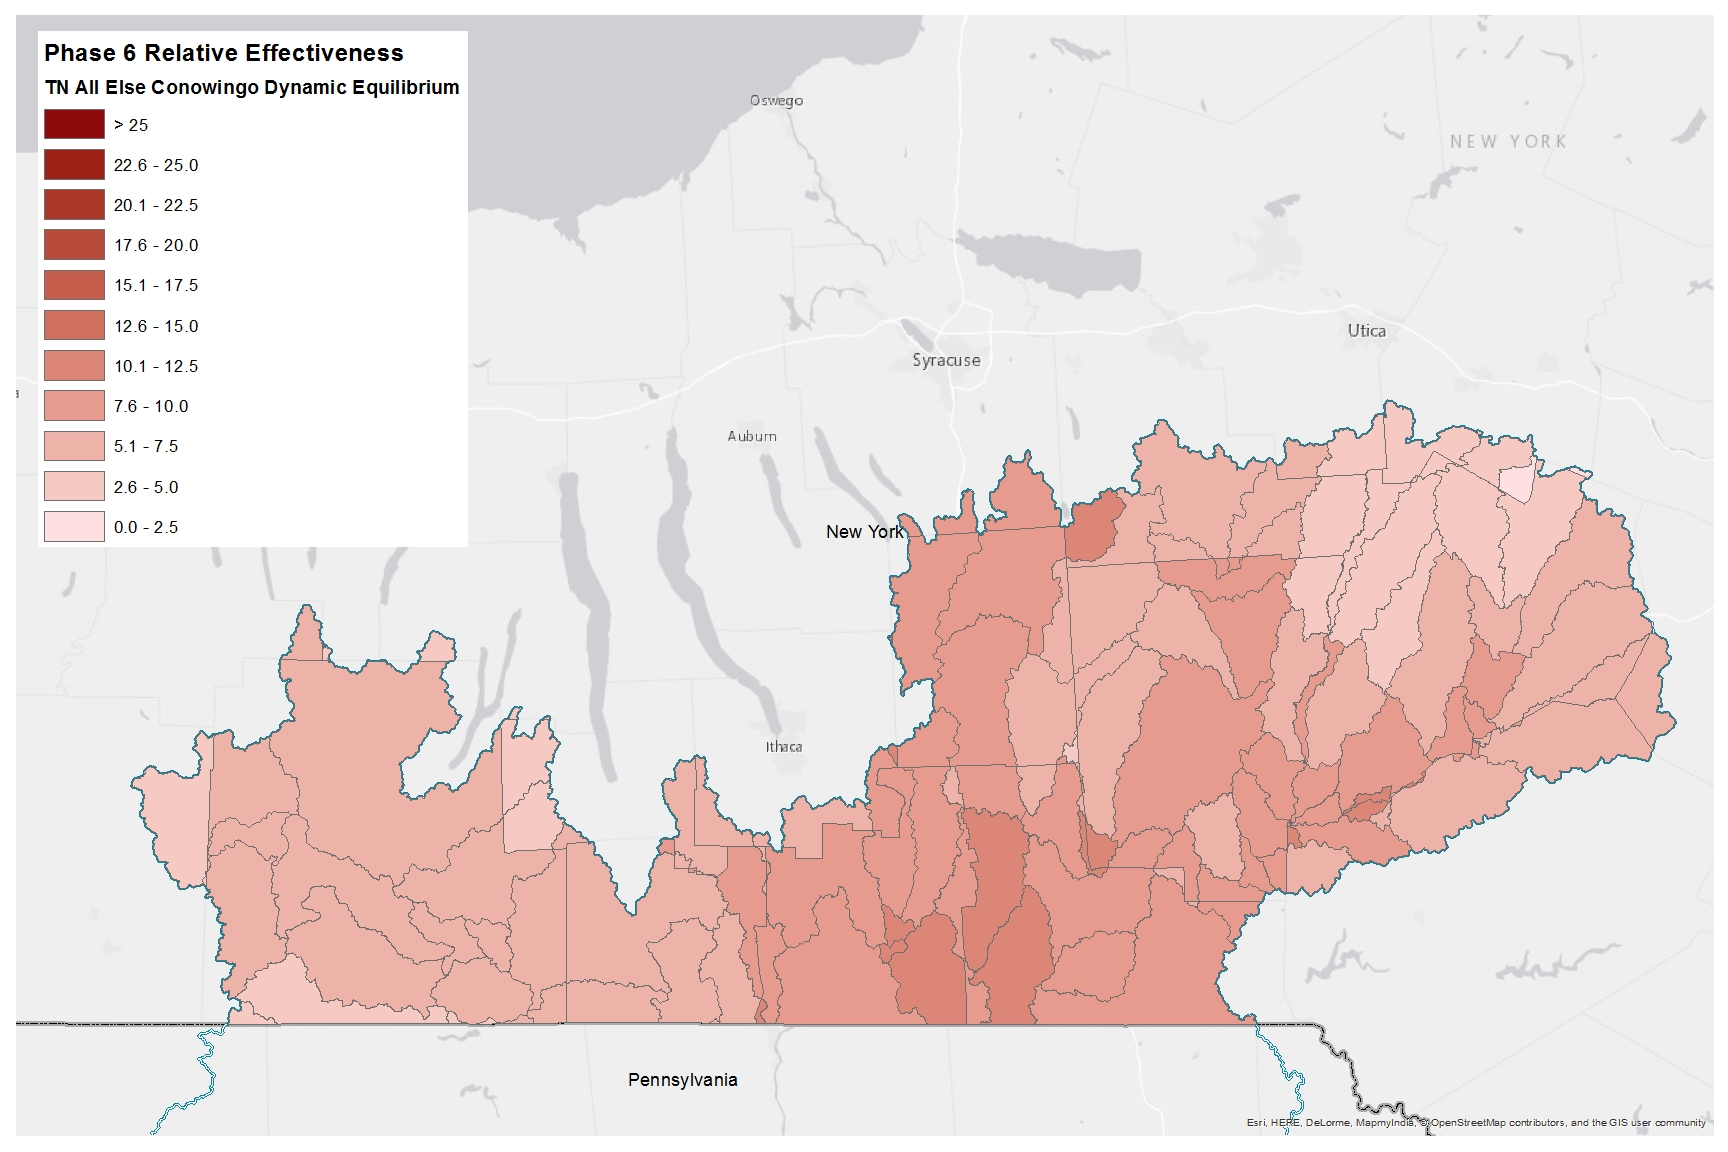 Phase 6 Relative Effectiveness
TN All Else Conowingo Dynamic Equilibrium
> 25
22.6 - 25.0
20.1 - 22.5
17.6 - 20.0
15.1 - 17.5
12.6 - 15.0
10.1 - 12.5
7.6 - 10.0
5.1 - 7.5
2.6 - 5.0
0.0 - 2.5
Oswego
NEW YORK
Utica
Syracuse
Auburn
New York
Ithaca
Pennsylvania
Esri, HERE, DeLorme, MapmyIndia, © OpenStreetMap contributors, and the GIS user community